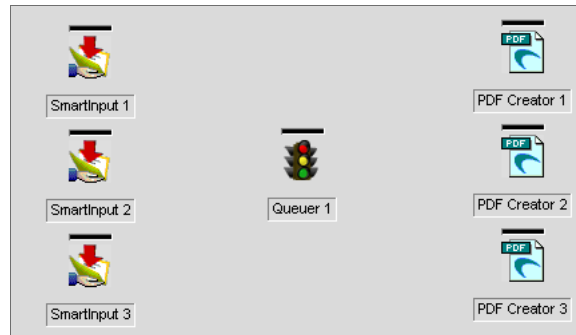 SmartInput 1
PDF
PDF Creator 1
SmartInput 2
Queuer 1
PDF
PDF Creator 2
SmartInput 3
PDF
PDF Creator 3